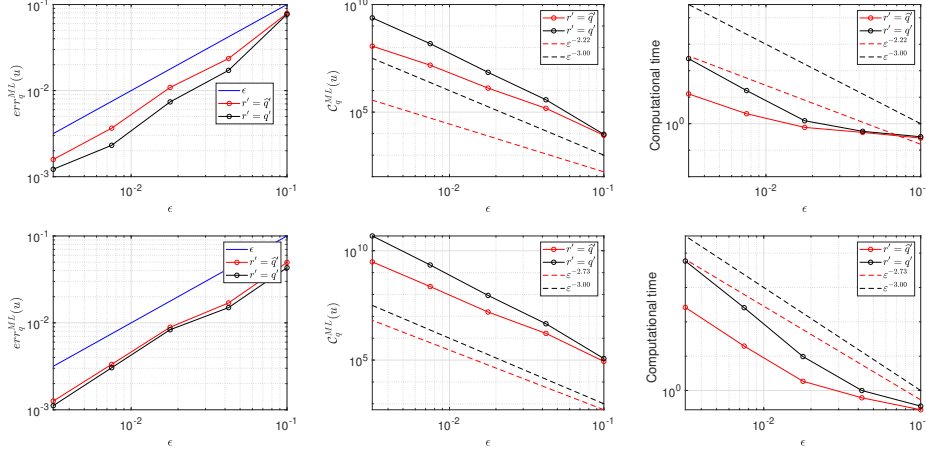 10^-1
10^-2
10^-3
err_q^ML(u)
10^-2
10^-1
ϵ
ϵ
r′ = q̂′
r′ = q′
10^10
10^5
C_q^ML(u)
10^-2
10^-1
ϵ
r′ = q̂′
r′ = q′
ε^-2.22
ε^-3.00
10^0
Computational time
10^-2
10^-1
ϵ
r′ = q̂′
r′ = q′
ε^-2.22
ε^-3.00
10^-1
10^-2
10^-3
err_q^ML(u)
10^-2
10^-1
ϵ
ϵ
r′ = q̂′
r′ = q′
10^10
10^5
C_q^ML(u)
10^-2
10^-1
ϵ
r′ = q̂′
r′ = q′
ε^-2.73
ε^-3.00
10^0
Computational time
10^-2
10^-1
ϵ
r′ = q̂′
r′ = q′
ε^-2.73
ε^-3.00